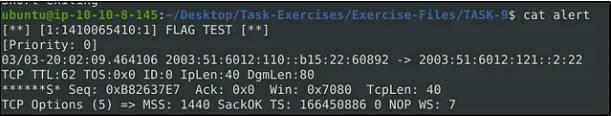 ubuntu@ip-10-10-8-145:~/Desktop/Task-Exercises/Exercise-Files/TASK-9$ cat alert
[**] [1:1410065410:1] FLAG TEST [**]
[Priority: 0]
03/03-20:02:09.464106 2003:51:6012:110::b15:22:60892 -> 2003:51:6012:121::2:22
TCP TTL:62 TOS:0x0 ID:0 IpLen:40 DgmLen:80
******S* Seq: 0xB82637E7 Ack: 0x0 Win: 0x7080 TcpLen: 40
TCP Options (5) => MSS: 1440 SackOK TS: 166450886 0 NOP WS: 7